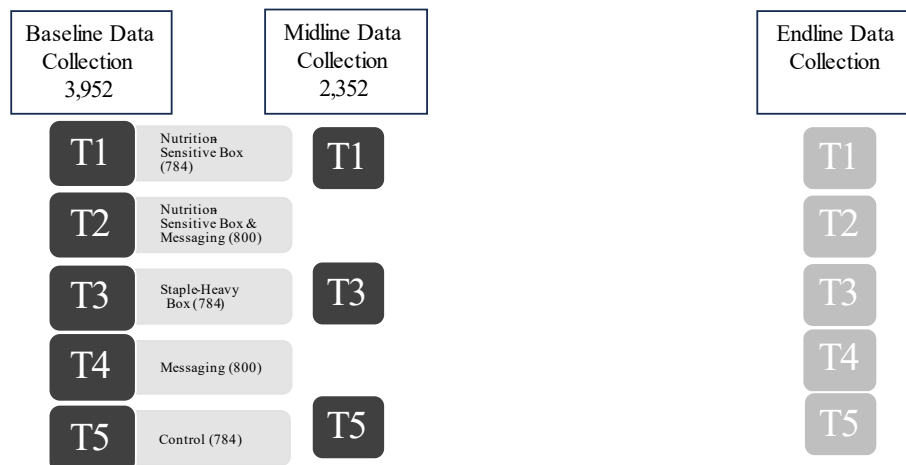 Baseline Data
Collection
3,952
Midline Data
Collection
2,352
Endline Data
Collection
T1
Nutrition-
Sensitive Box
(784)
T1
T1
T2
Nutrition-
Sensitive Box &
Messaging (800)
T2
T3
Staple-Heavy
Box (784)
T3
T3
T4
Messaging (800)
T4
T5
Control (784)
T5
T5